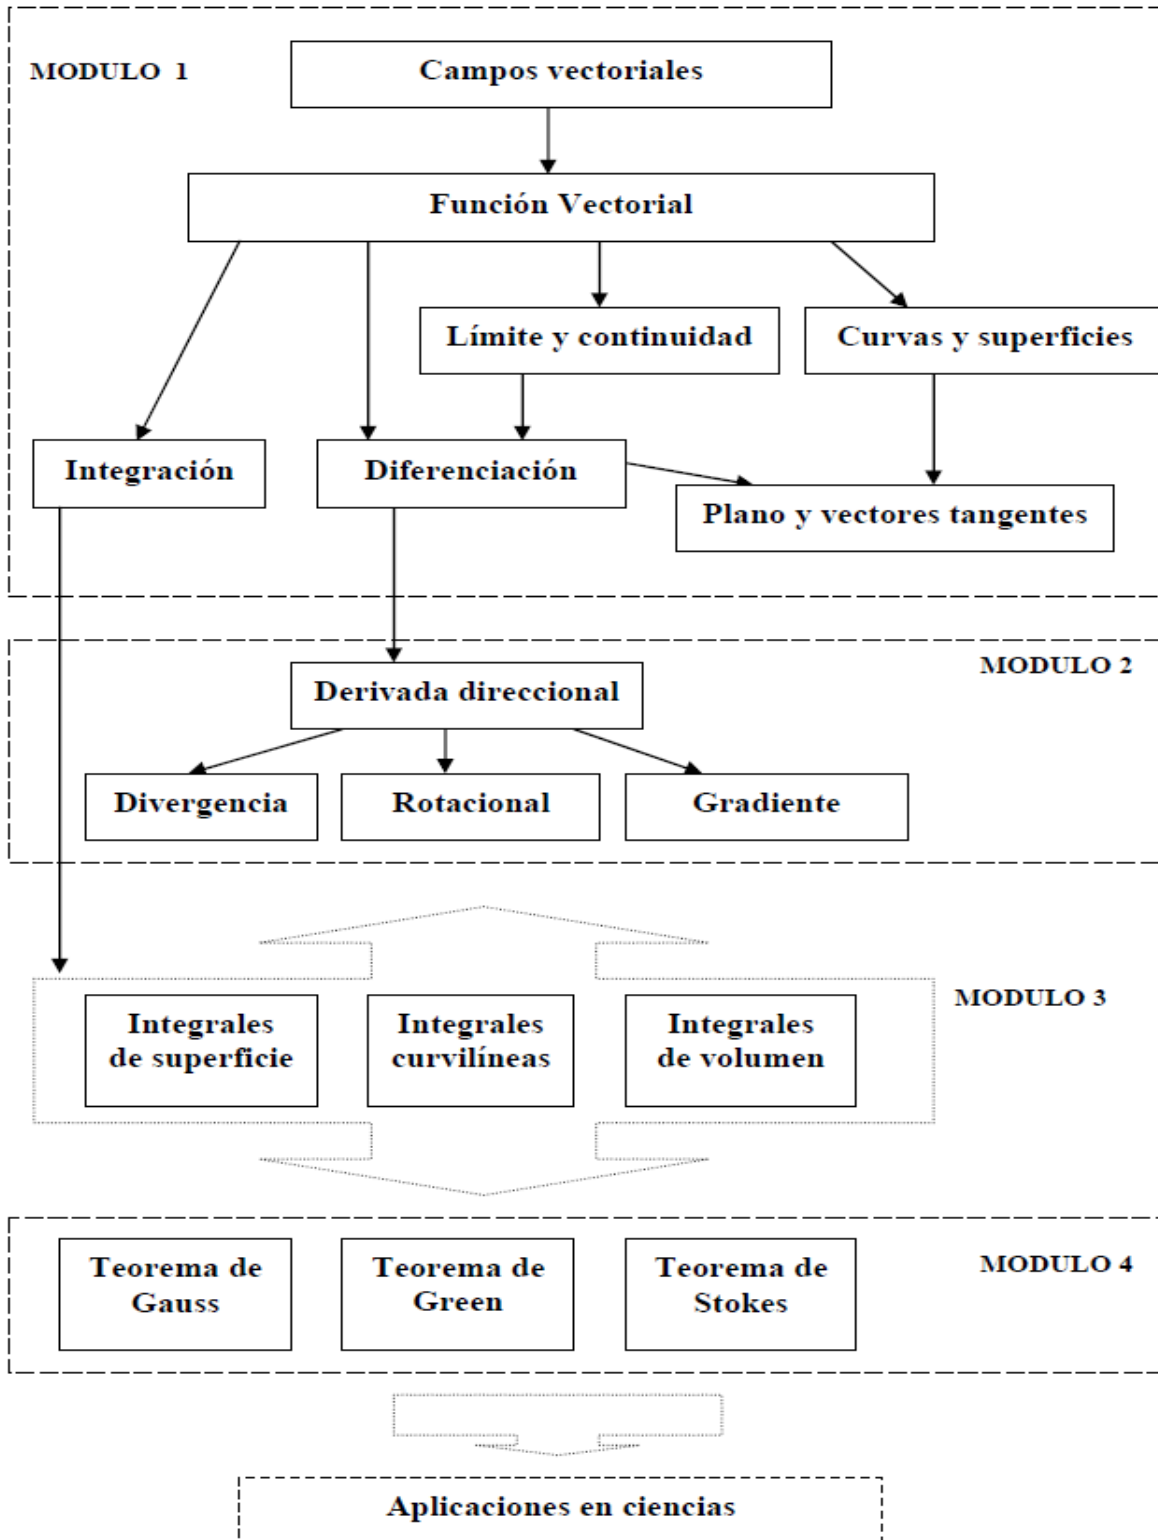 MODULO 1
Campos vectoriales
Función Vectorial
Límite y continuidad
Curvas y superficies
Integración
Diferenciación
Plano y vectores tangentes
MODULO 2
Derivada direccional
Divergencia
Rotacional
Gradiente
MODULO 3
Integrales
de superficie
Integrales
curvilíneas
Integrales
de volumen
MODULO 4
Teorema de
Gauss
Teorema de
Green
Teorema de
Stokes
Aplicaciones en ciencias